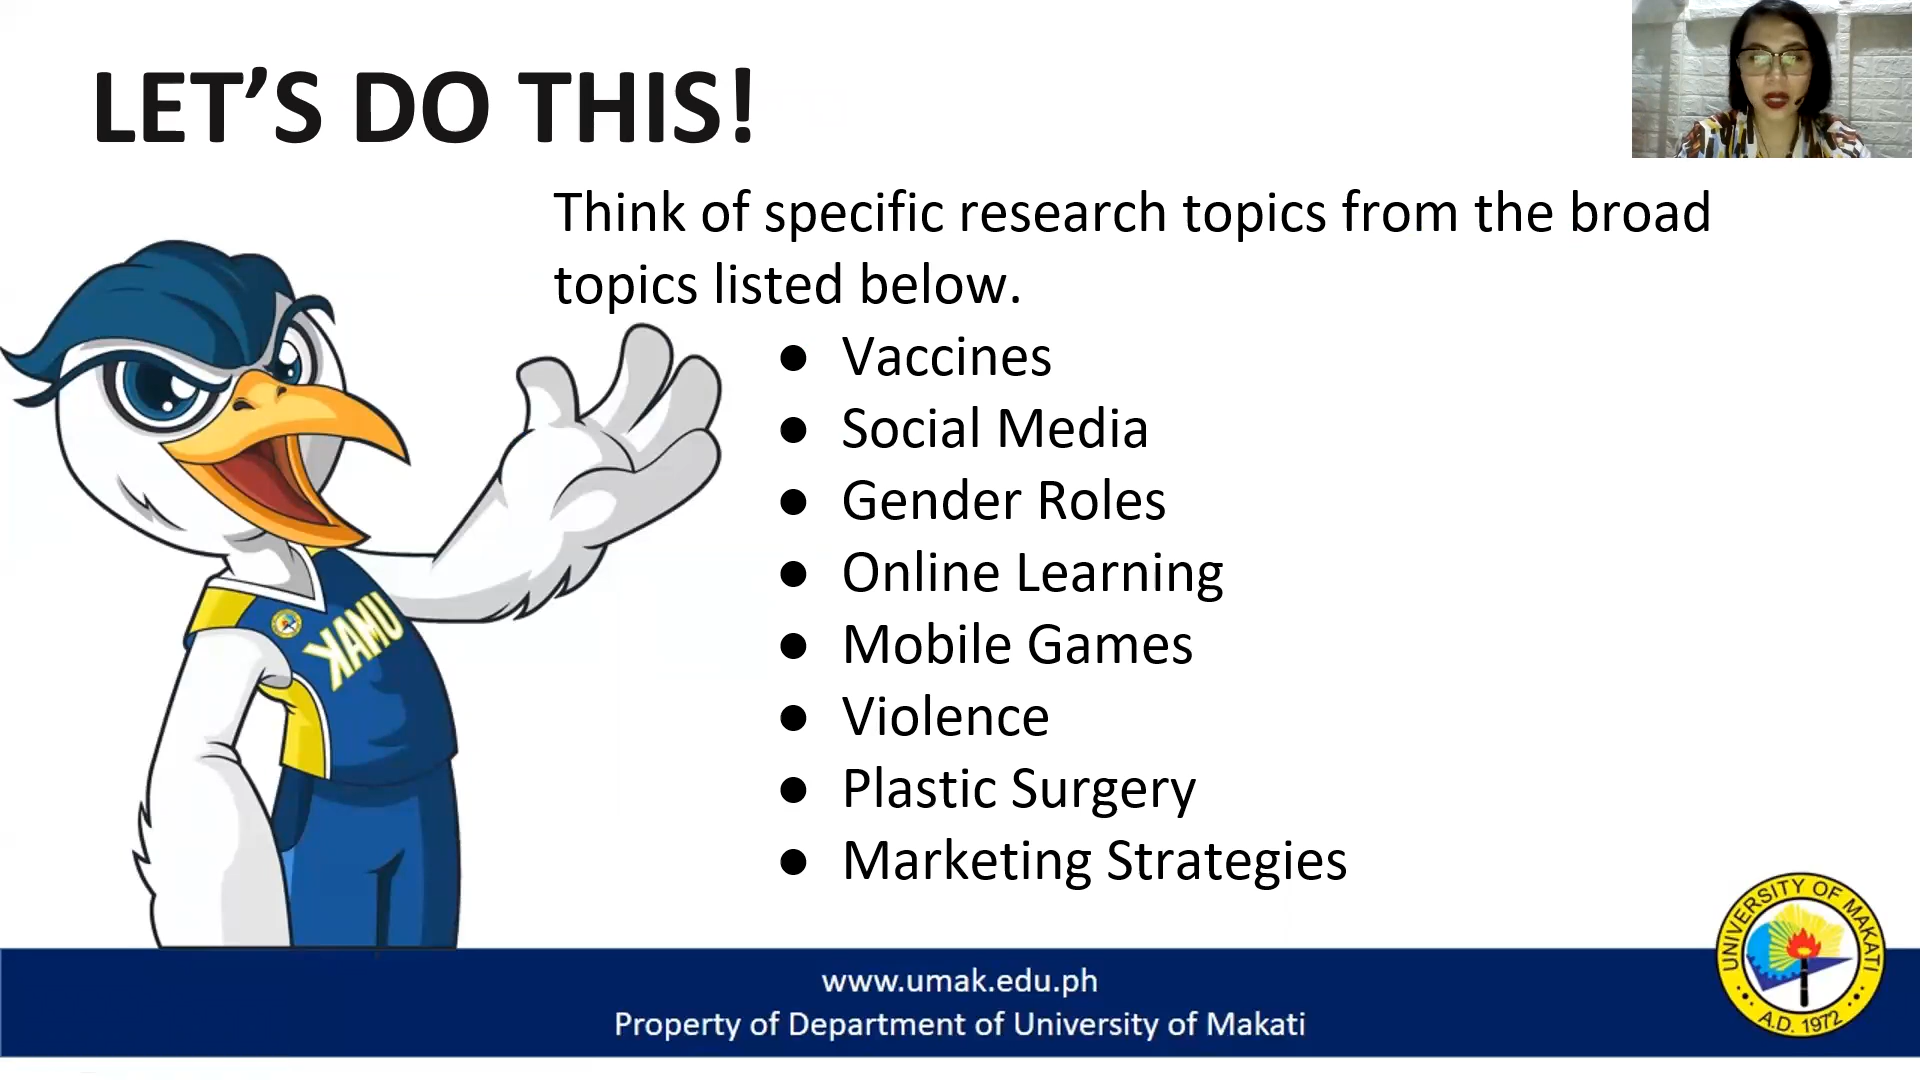 LET’S DO THIS!
Think of specific research topics from the broad
topics listed below.
● Vaccines
● Social Media
● Gender Roles
● Online Learning
● Mobile Games
● Violence
● Plastic Surgery
● Marketing Strategies
UMAK
UNIVERSITY OF MAKATI
A.D. 1972
www.umak.edu.ph
Property of Department of University of Makati